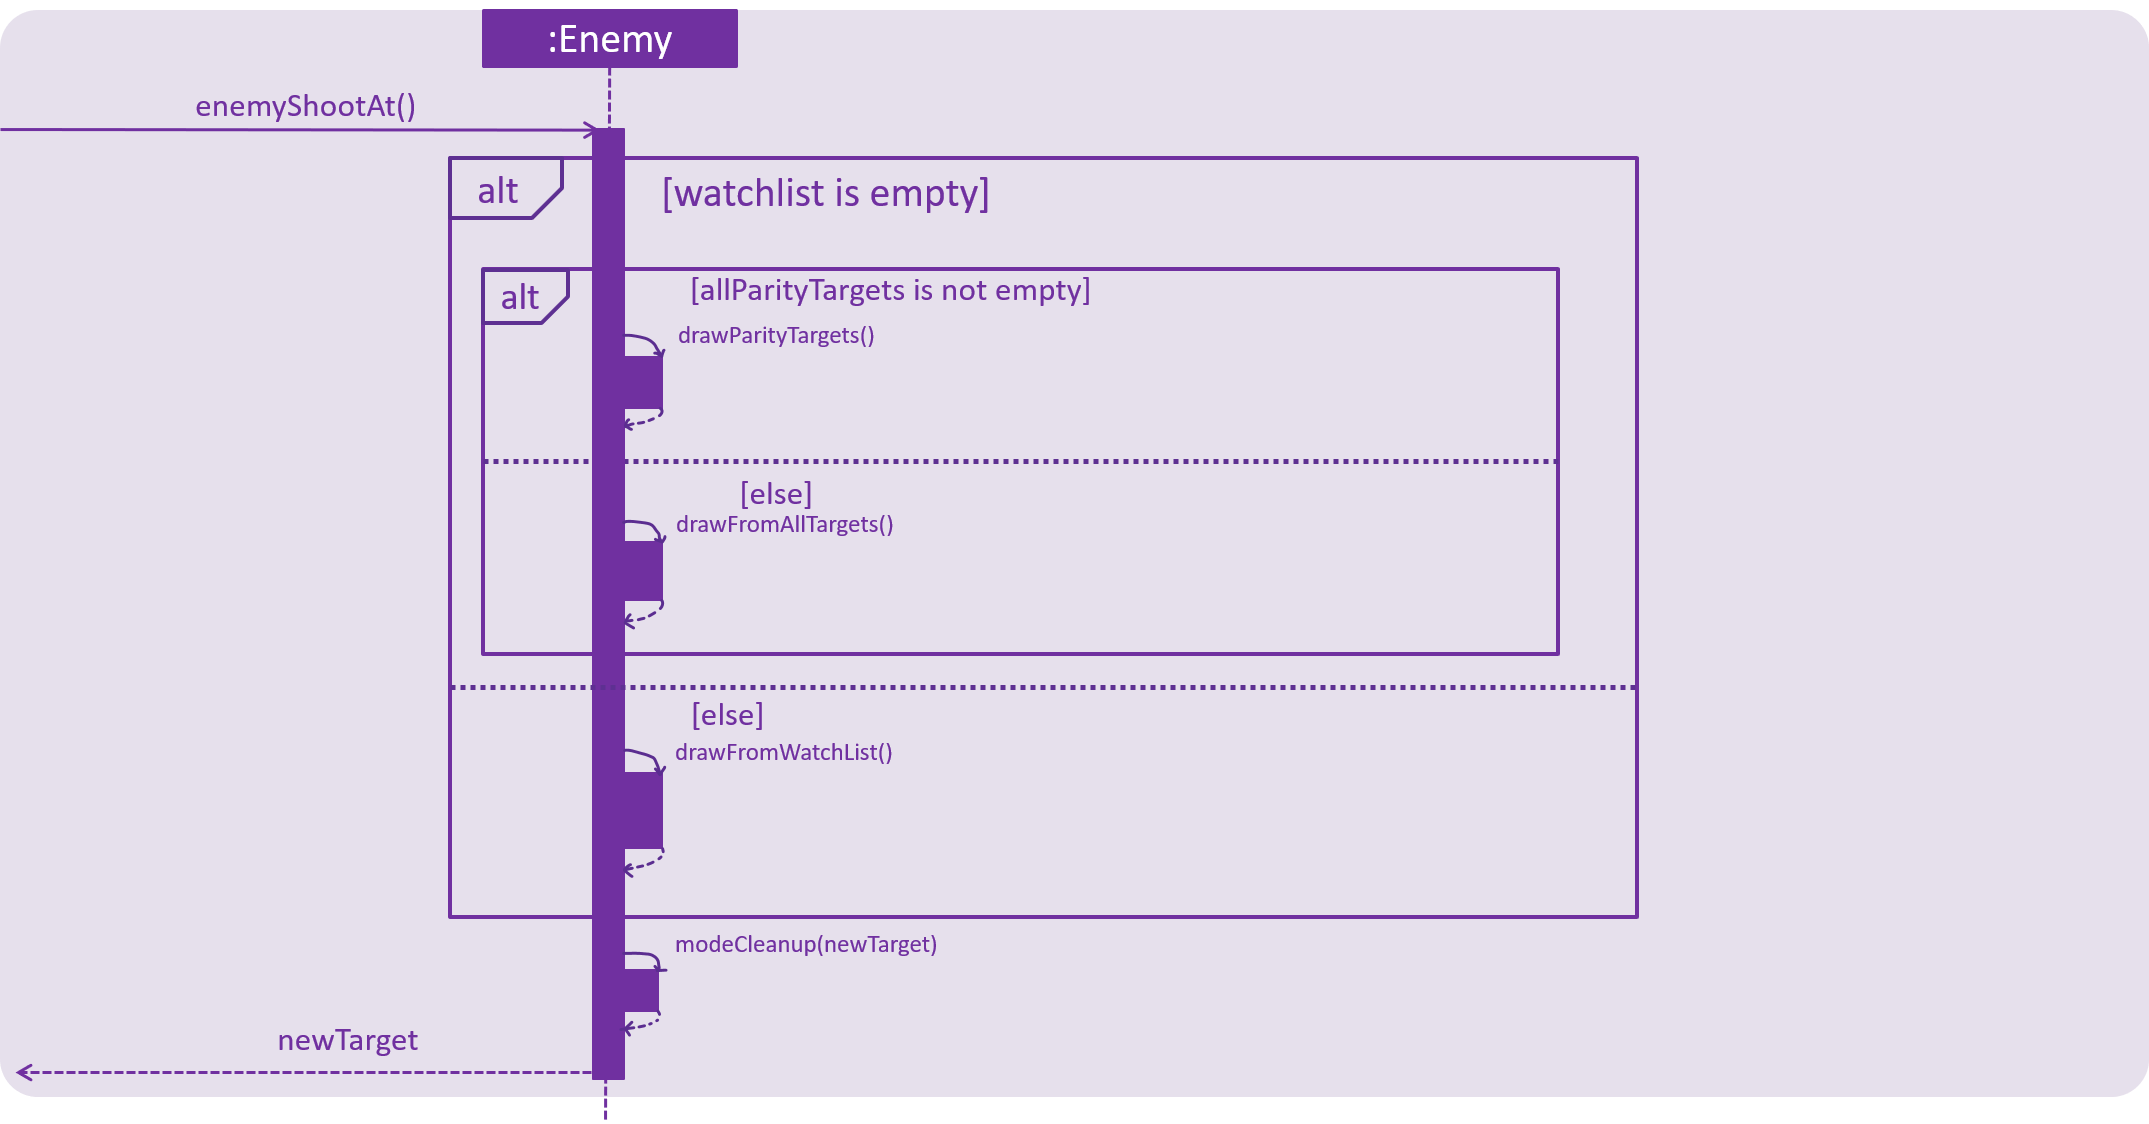 :Enemy
enemyShootAt()
alt
[watchlist is empty]
alt
[allParityTargets is not empty]
drawParityTargets()
[else]
drawFromAllTargets()
[else]
drawFromWatchList()
modeCleanup(newTarget)
newTarget